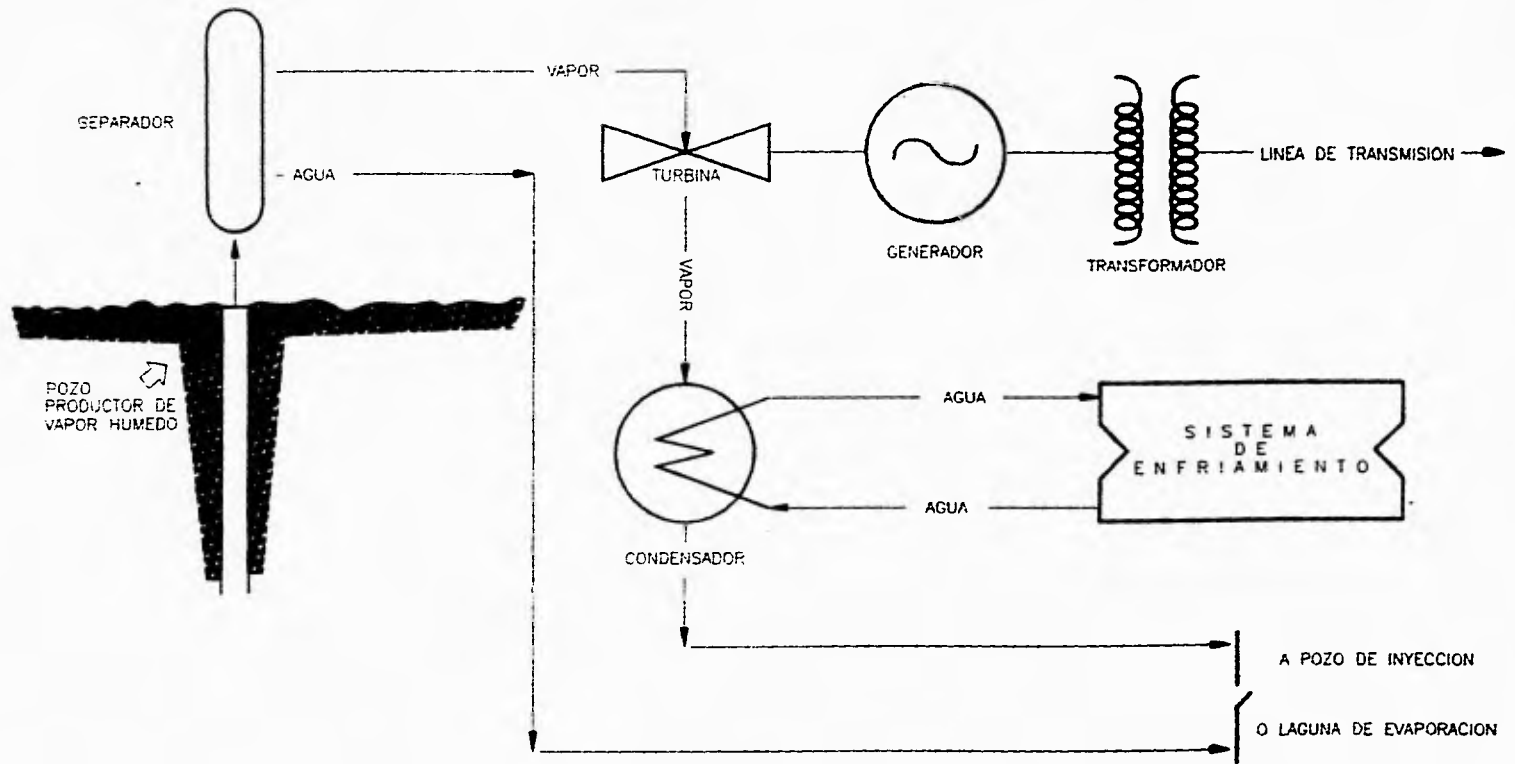 VAPOR
SEPARADOR
AGUA
TURBINA
GENERADOR
TRANSFORMADOR
LINEA DE TRANSMISION
VAPOR
POZO
PRODUCTOR DE
VAPOR HUMEDO
AGUA
SISTEMA
DE
ENFRIAMIENTO
AGUA
CONDENSADOR
A POZO DE INYECCION
O LAGUNA DE EVAPORACION